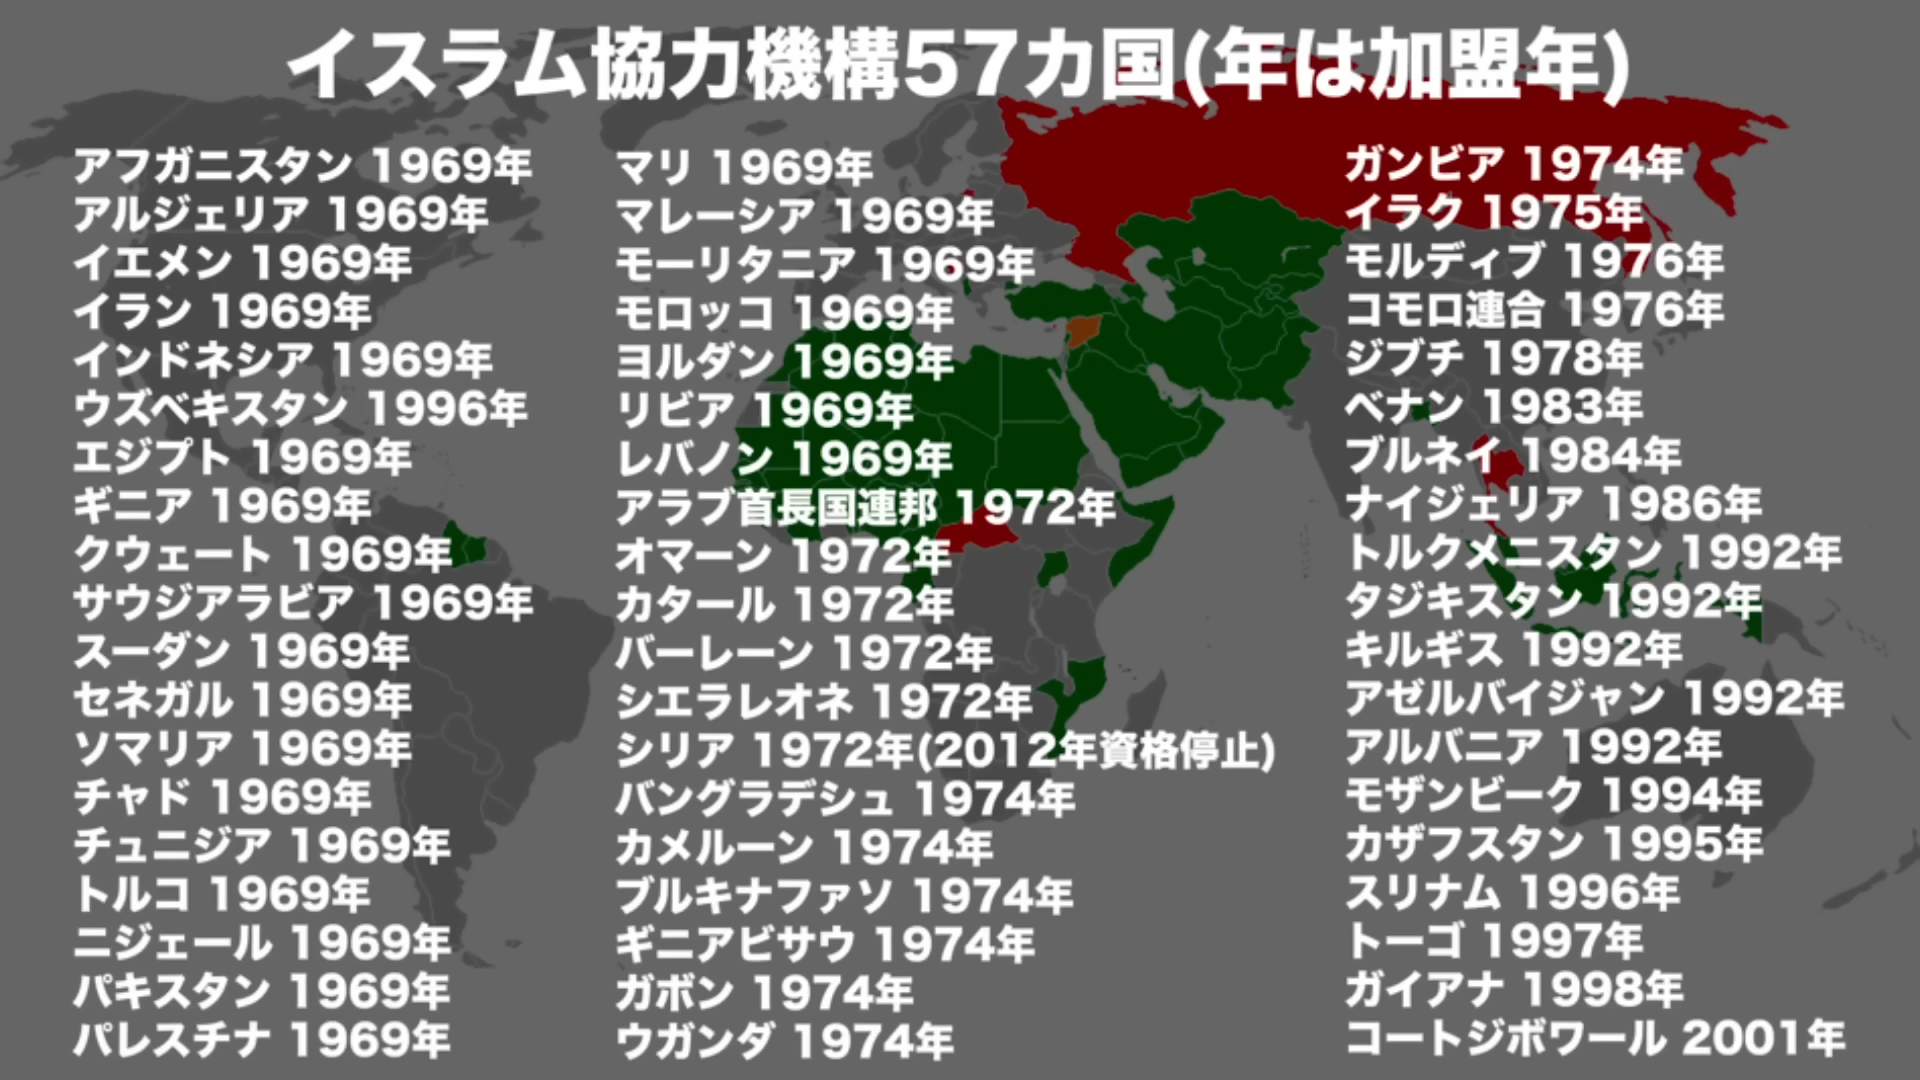 イスラム協力機構57カ国(年は加盟年)
アフガニスタン 1969年
アルジェリア 1969年
イエメン 1969年
イラン 1969年
インドネシア 1969年
ウズベキスタン 1996年
エジプト 1969年
ギニア 1969年
クウェート 1969年
サウジアラビア 1969年
スーダン 1969年
セネガル 1969年
ソマリア 1969年
チャド 1969年
チュニジア 1969年
トルコ 1969年
ニジェール 1969年
パキスタン 1969年
パレスチナ 1969年
マリ 1969年
マレーシア 1969年
モーリタニア 1969年
モロッコ 1969年
ヨルダン 1969年
リビア 1969年
レバノン 1969年
アラブ首長国連邦 1972年
オマーン 1972年
カタール 1972年
バーレーン 1972年
シエラレオネ 1972年
シリア 1972年(2012年資格停止)
バングラデシュ 1974年
カメルーン 1974年
ブルキナファソ 1974年
ギニアビサウ 1974年
ガボン 1974年
ウガンダ 1974年
ガンビア 1974年
イラク 1975年
モルディブ 1976年
コモロ連合 1976年
ジブチ 1978年
ベナン 1983年
ブルネイ 1984年
ナイジェリア 1986年
トルクメニスタン 1992年
タジキスタン 1992年
キルギス 1992年
アゼルバイジャン 1992年
アルバニア 1992年
モザンビーク 1994年
カザフスタン 1995年
スリナム 1996年
トーゴ 1997年
ガイアナ 1998年
コートジボワール 2001年